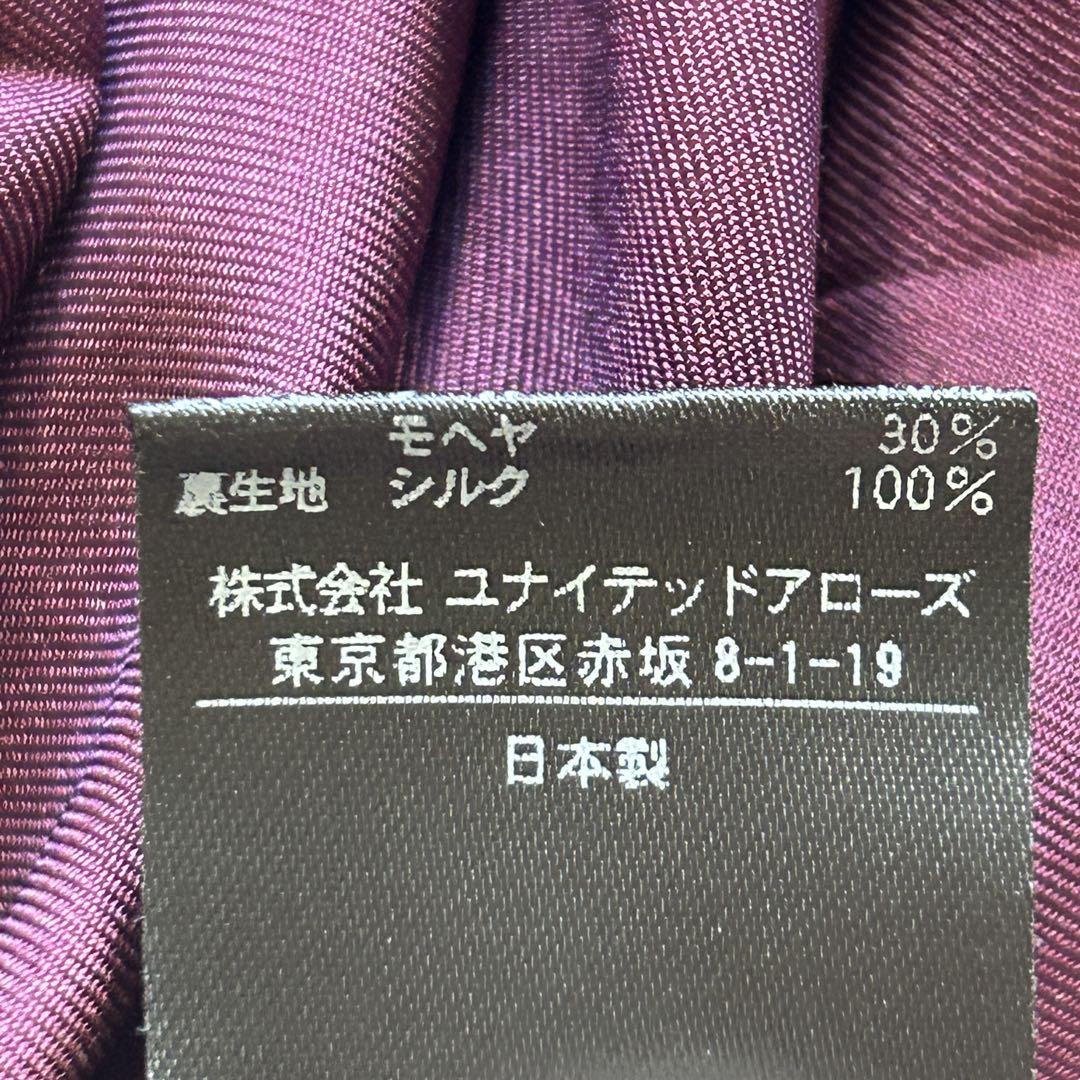 モヘヤ 30%
裏生地 シルク 100%
株式会社 ユナイテッドアローズ
東京都港区赤坂 8-1-19
日本製